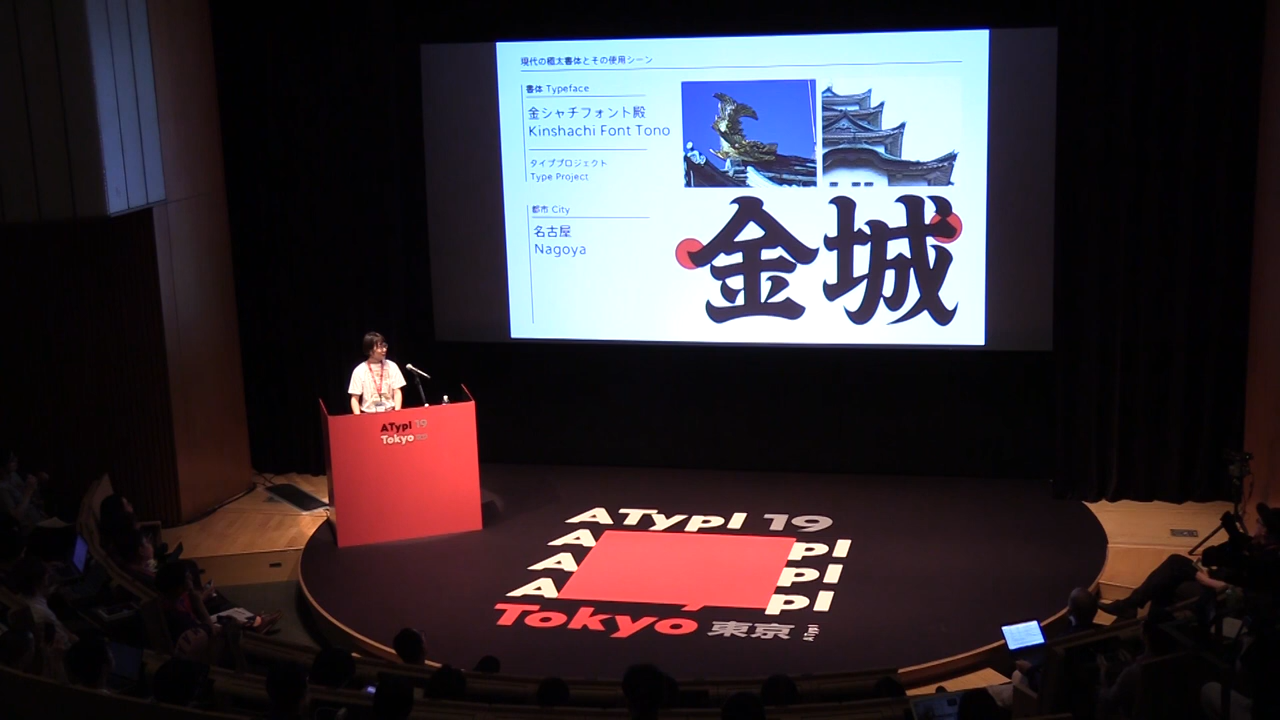 現代の極太書体とその使用シーン
書体 Typeface
金シャチフォント殿
Kinshachi Font Tono
タイププロジェクト
Type Project
都市 City
名古屋
Nagoya
金城
ATypI 19
Tokyo
ATypI 19
A pI
A pI
A pI
Tokyo 東京 ATypI